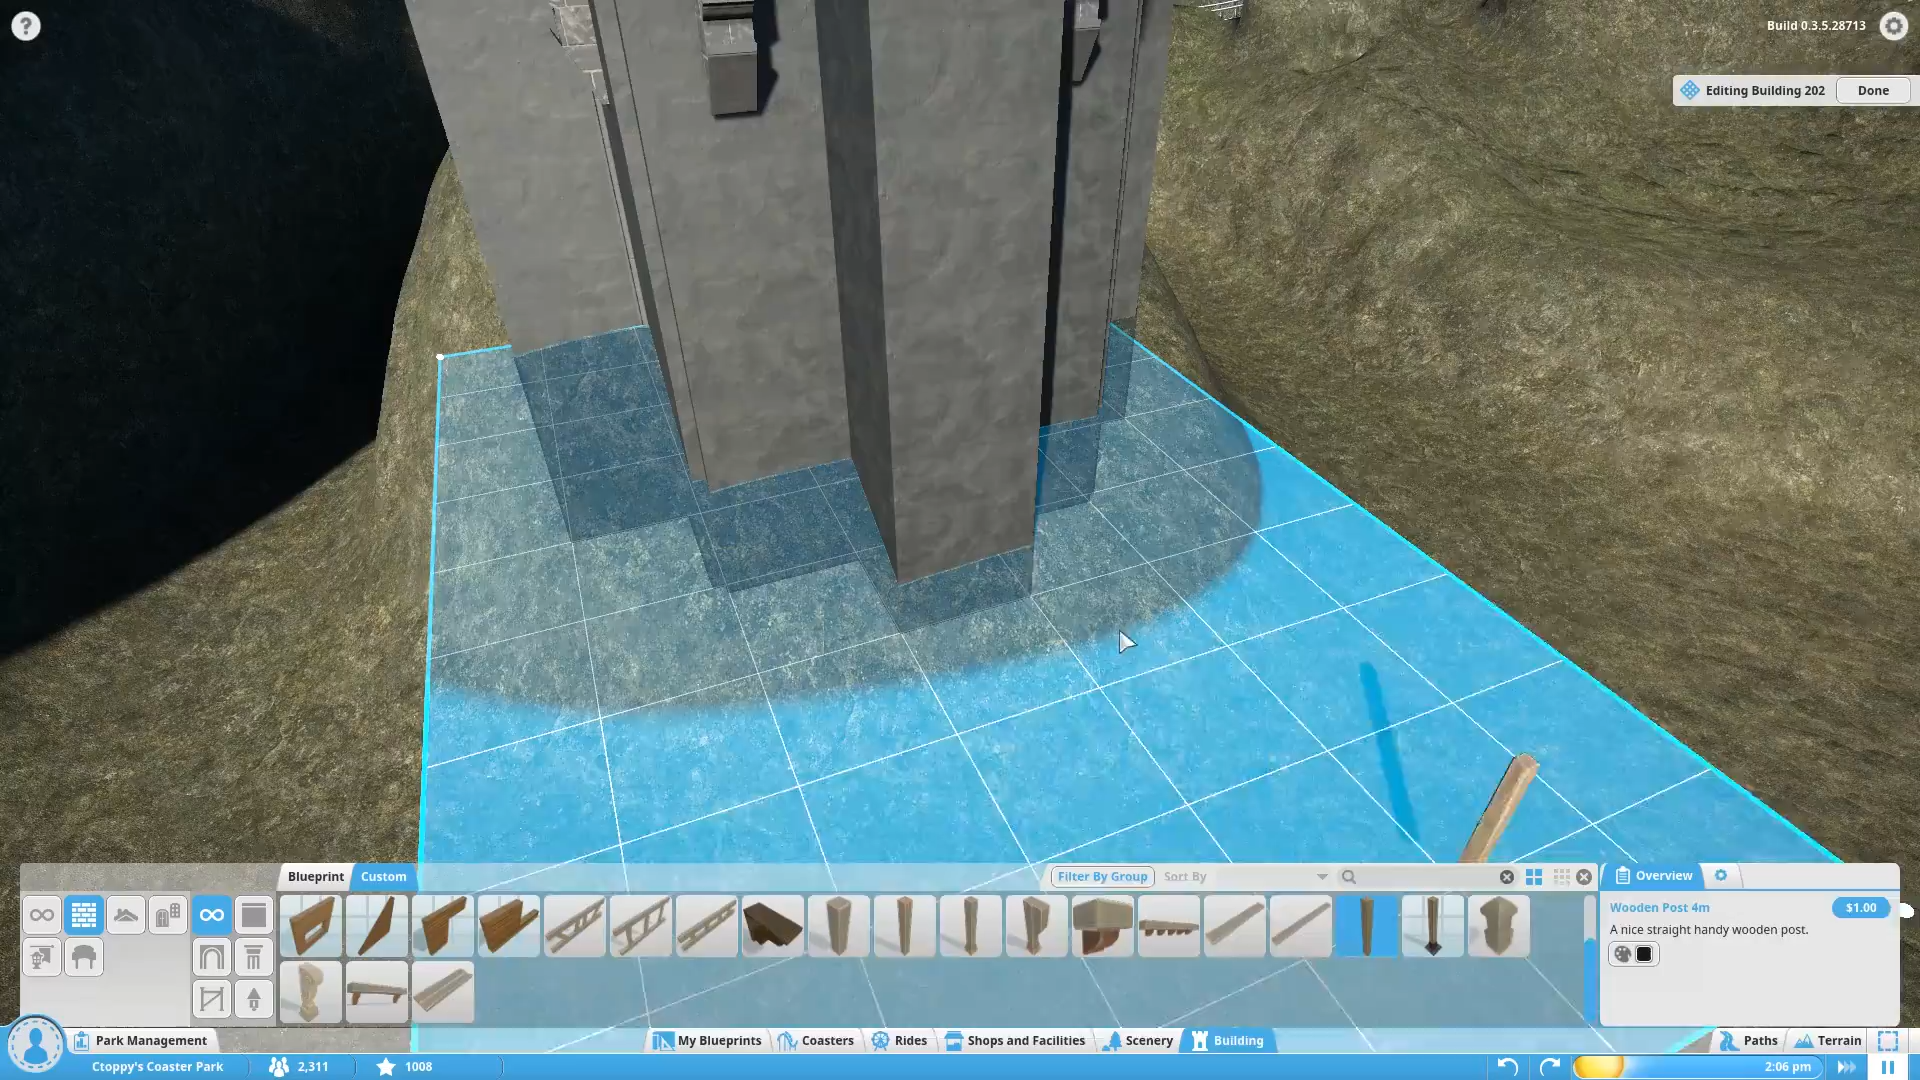 ?
Build 0.3.5.28713
Editing Building 202
Done
Blueprint
Custom
Filter By Group
Sort By
Overview
Wooden Post 4m
$1.00
A nice straight handy wooden post.
Park Management
My Blueprints
Coasters
Rides
Shops and Facilities
Scenery
Building
Paths
Terrain
Ctoppy's Coaster Park
2,311
1008
2:06 pm